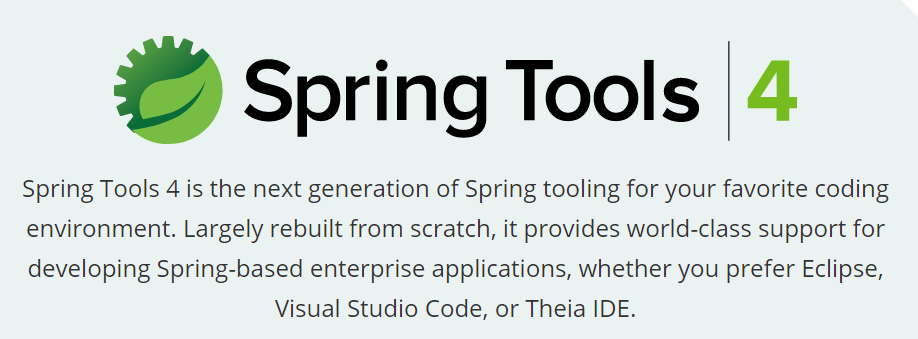 Spring Tools 4
Spring Tools 4 is the next generation of Spring tooling for your favorite coding
environment. Largely rebuilt from scratch, it provides world-class support for
developing Spring-based enterprise applications, whether you prefer Eclipse,
Visual Studio Code, or Theia IDE.